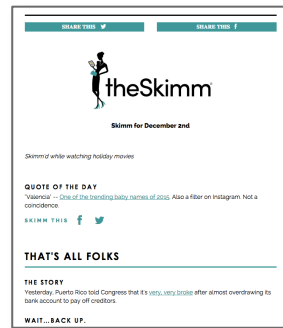 SHARE THIS
SHARE THIS
theSkimm
Skimm for December 2nd
Skimm'd while watching holiday movies
QUOTE OF THE DAY
"Valencia" -- One of the trending baby names of 2015. Also a filter on Instagram. Not a
coincidence.
SKIMM THIS
THAT'S ALL FOLKS
THE STORY
Yesterday, Puerto Rico told Congress that it's very, very broke after almost overdrawing its
bank account to pay off creditors.
WAIT...BACK UP.